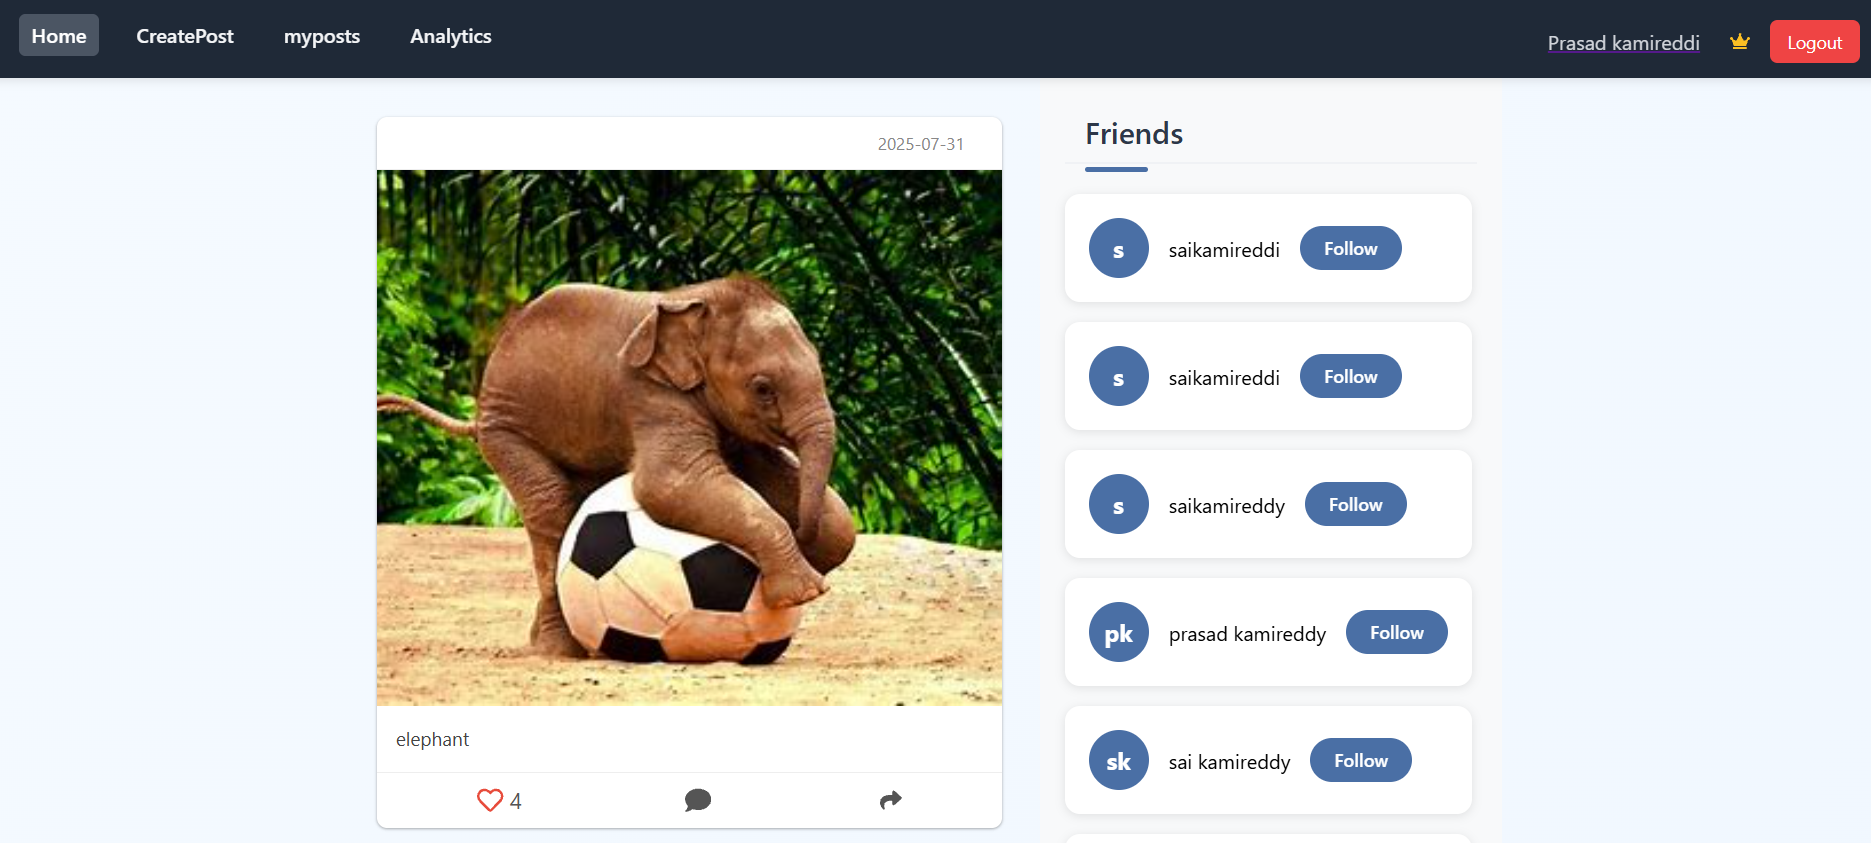 Home CreatePost myposts Analytics Prasad kamireddi Logout
2025-07-31
elephant
4
Friends
s saikamireddi Follow
s saikamireddi Follow
s saikamireddy Follow
pk prasad kamireddy Follow
sk sai kamireddy Follow